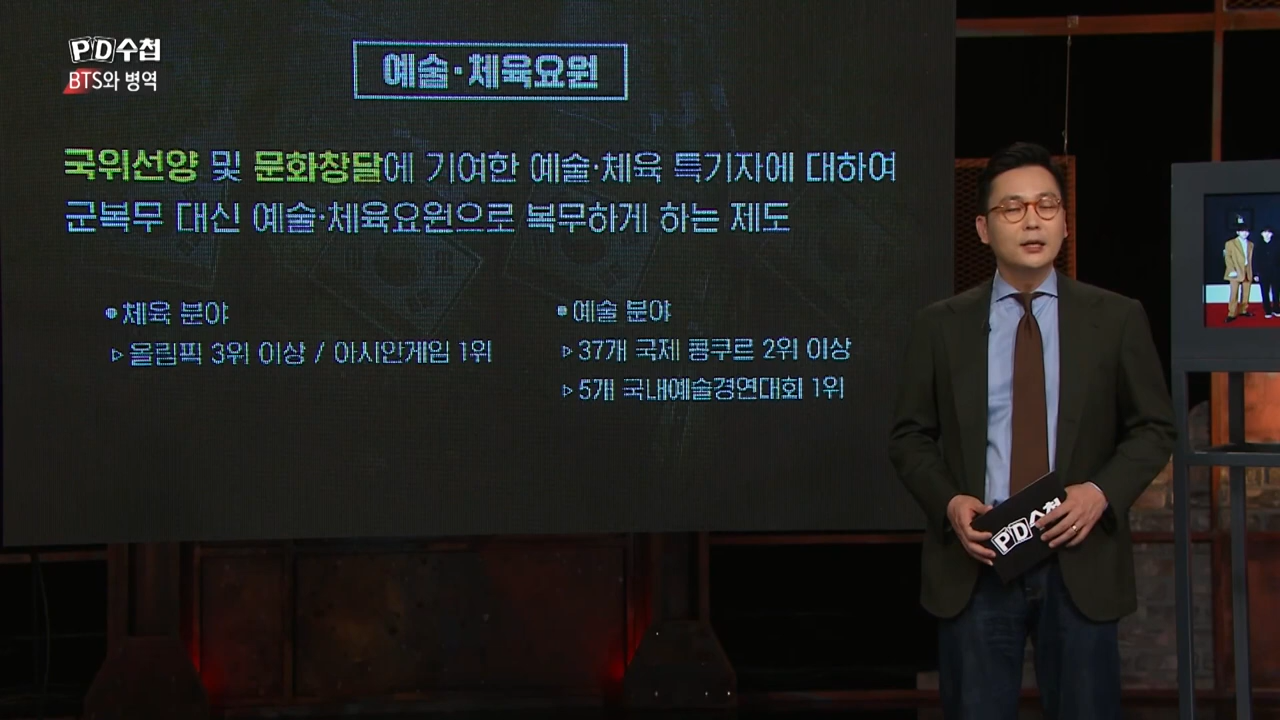 PD수첩
BTS와 병역
예술·체육요원
국위선양 및 문화창달에 기여한 예술·체육 특기자에 대하여
군복무 대신 예술·체육요원으로 복무하게 하는 제도
•체육 분야
▹올림픽 3위 이상 / 아시안게임 1위
•예술 분야
▹37개 국제 콩쿠르 2위 이상
▹5개 국내예술경연대회 1위
PD수첩